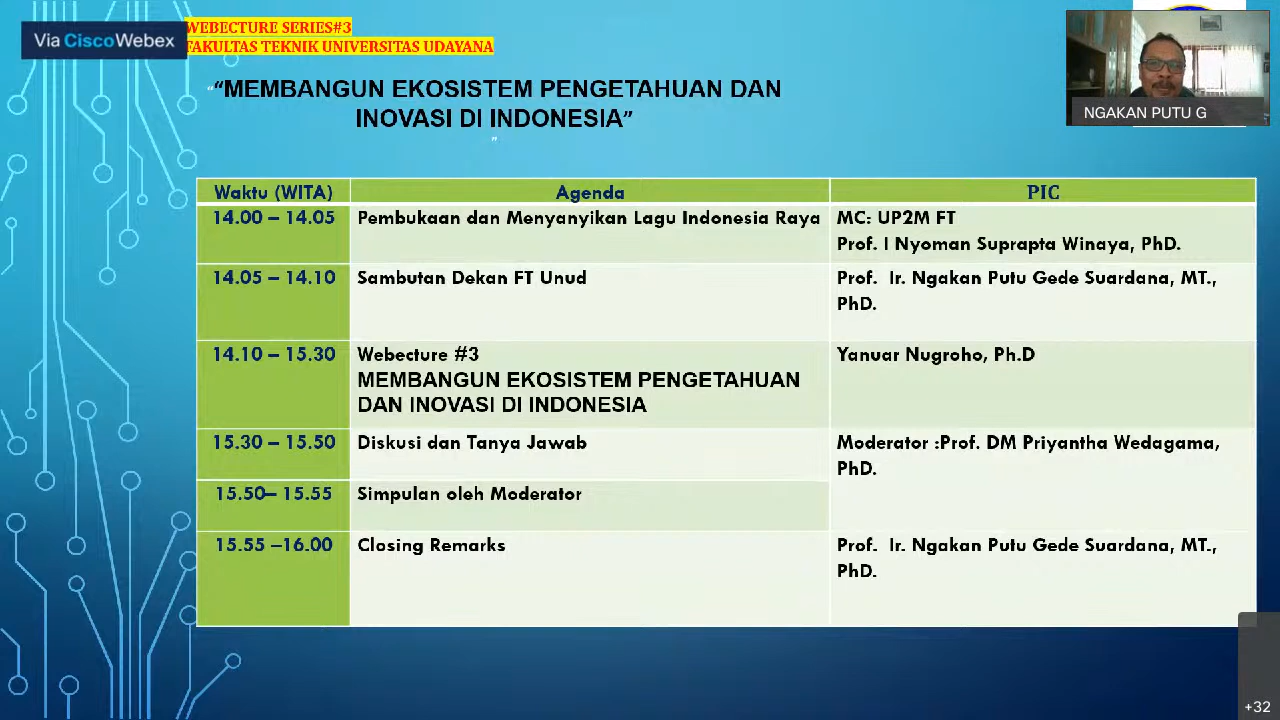 Via Cisco Webex
WEBECTURE SERIES#3
FAKULTAS TEKNIK UNIVERSITAS UDAYANA
"“MEMBANGUN EKOSISTEM PENGETAHUAN DAN
INOVASI DI INDONESIA”
"
NGAKAN PUTU G
Waktu (WITA) Agenda PIC
14.00 – 14.05 Pembukaan dan Menyanyikan Lagu Indonesia Raya MC: UP2M FT
Prof. I Nyoman Suprapta Winaya, PhD.
14.05 – 14.10 Sambutan Dekan FT Unud Prof. Ir. Ngakan Putu Gede Suardana, MT.,
PhD.
14.10 – 15.30 Webecture #3 Yanuar Nugroho, Ph.D
MEMBANGUN EKOSISTEM PENGETAHUAN
DAN INOVASI DI INDONESIA
15.30 – 15.50 Diskusi dan Tanya Jawab Moderator :Prof. DM Priyantha Wedagama,
PhD.
15.50– 15.55 Simpulan oleh Moderator
15.55 –16.00 Closing Remarks Prof. Ir. Ngakan Putu Gede Suardana, MT.,
PhD.
+32